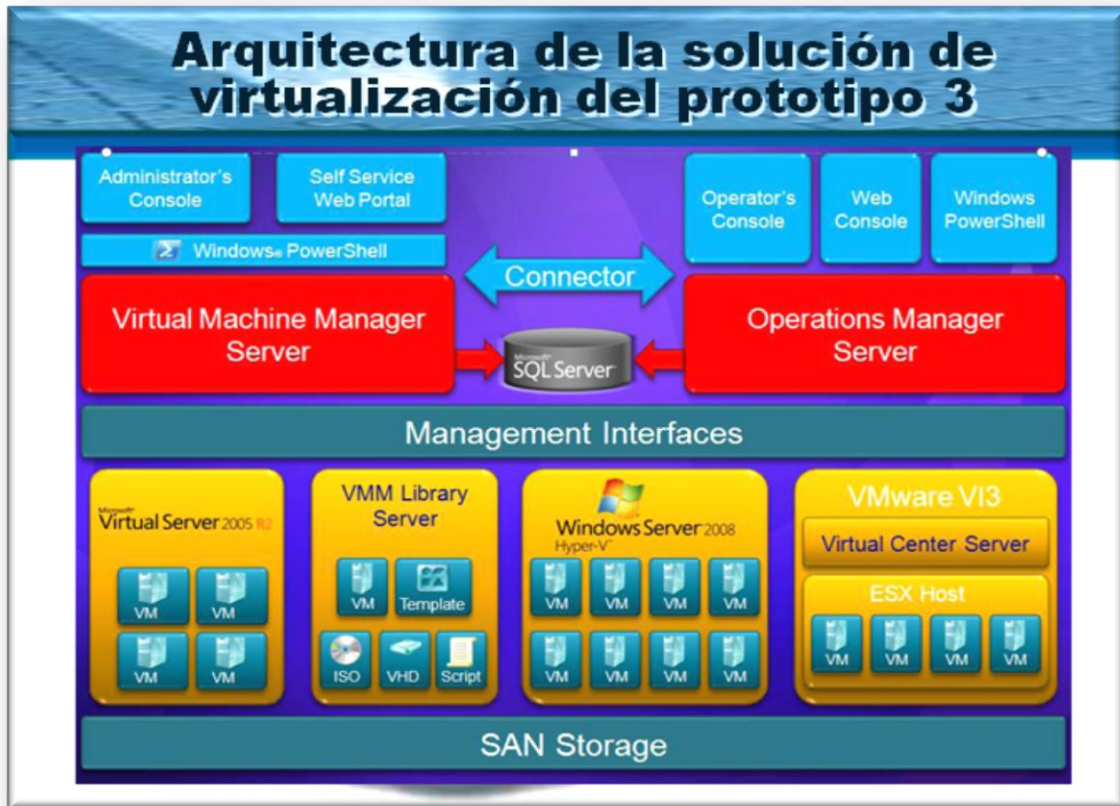 Arquitectura de la solución de
virtualización del prototipo 3
Administrator's
Console
Self Service
Web Portal
Windows® PowerShell
Connector
Operator's
Console
Web
Console
Windows
PowerShell
Virtual Machine Manager
Server
Microsoft®
SQL Server
Operations Manager
Server
Management Interfaces
Microsoft®
Virtual Server 2005 R2
VM
VM
VM
VM
VMM Library
Server
VM
Template
ISO
VHD
Script
Windows Server 2008
Hyper-V™
VM
VM
VM
VM
VM
VM
VM
VM
VMware VI3
Virtual Center Server
ESX Host
VM
VM
VM
VM
SAN Storage